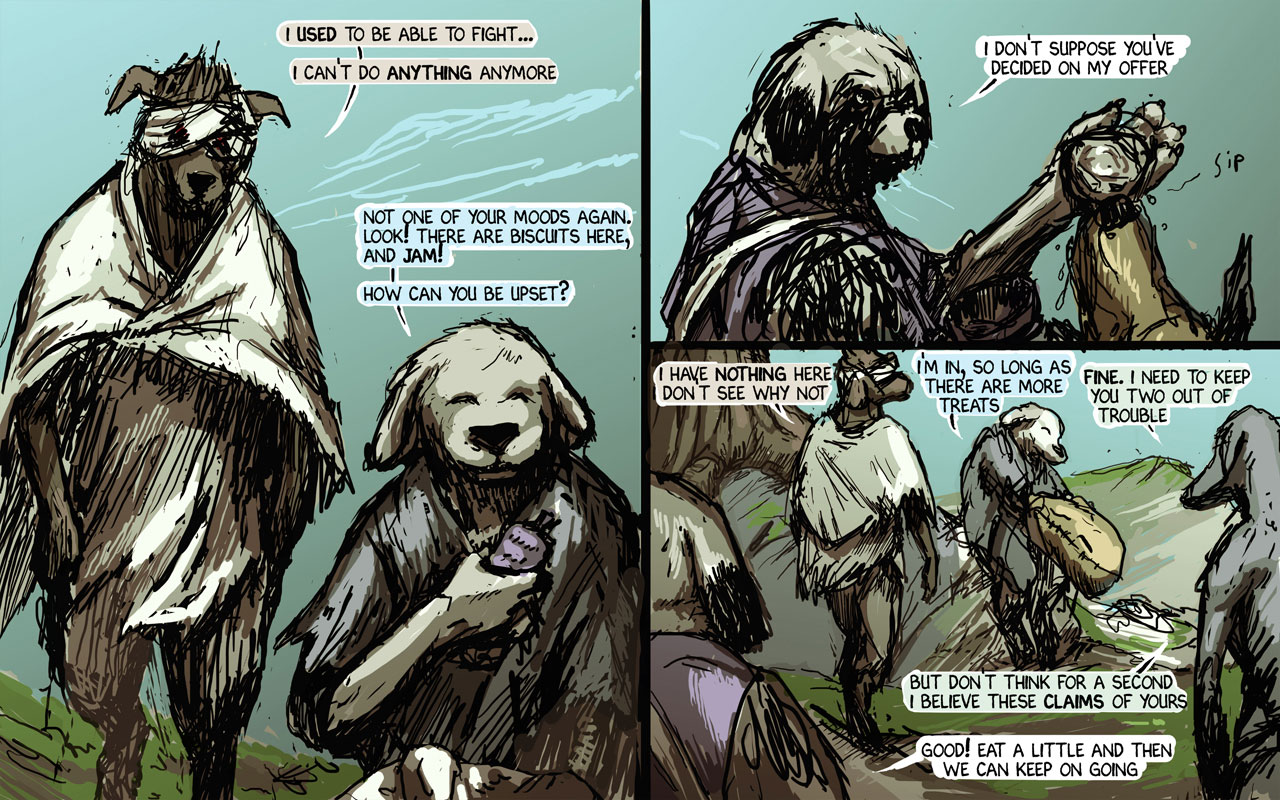 I USED TO BE ABLE TO FIGHT...
I CAN'T DO ANYTHING ANYMORE
NOT ONE OF YOUR MOODS AGAIN.
LOOK! THERE ARE BISCUITS HERE,
AND JAM!
HOW CAN YOU BE UPSET?
I DON'T SUPPOSE YOU'VE
DECIDED ON MY OFFER
SIP
I HAVE NOTHING HERE
DON'T SEE WHY NOT
I'M IN, SO LONG AS
THERE ARE MORE
TREATS
FINE. I NEED TO KEEP
YOU TWO OUT OF
TROUBLE
BUT DON'T THINK FOR A SECOND
I BELIEVE THESE CLAIMS OF YOURS
GOOD! EAT A LITTLE AND THEN
WE CAN KEEP ON GOING